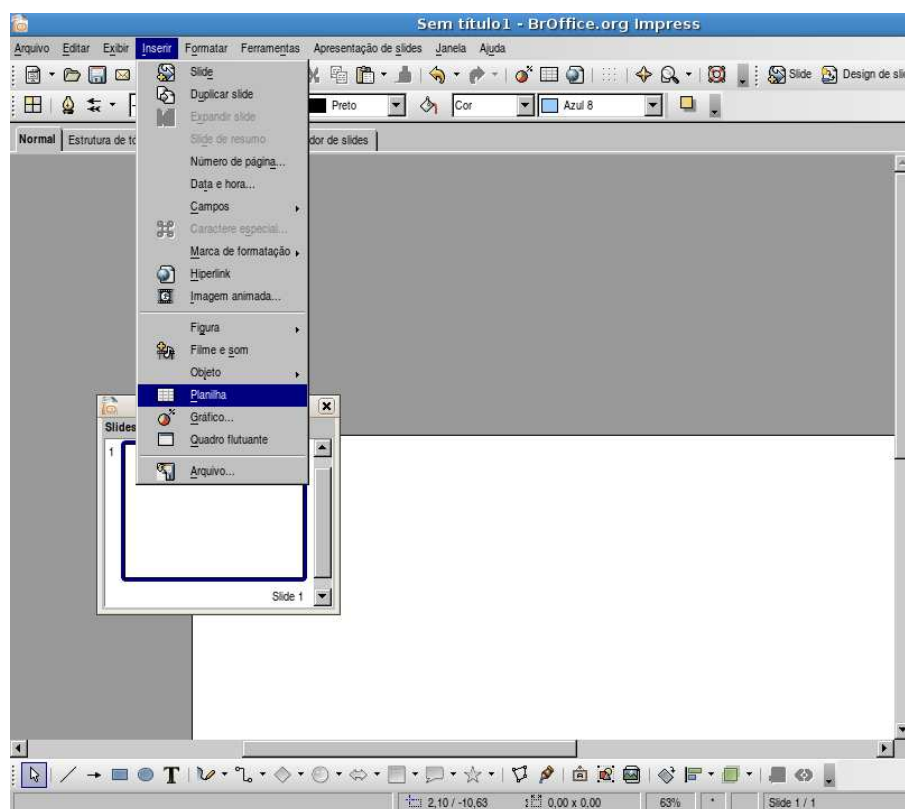 Sem título1 - BrOffice.org Impress
Arquivo Editar Exibir Inserir Formatar Ferramentas Apresentação de slides Janela Ajuda
Slide Design de sli
Preto Cor Azul 8
Normal Estrutura de tó dor de slides
Slide
Duplicar slide
Expandir slide
Slide de resumo
Número de página...
Data e hora...
Campos
Caractere especial...
Marca de formatação
Hiperlink
Imagem animada...
Figura
Filme e som
Objeto
Planilha
Gráfico...
Quadro flutuante
Arquivo...
Slides
1
Slide 1
T
2,10 / -10,63 0,00 x 0,00 63% * Slide 1 / 1